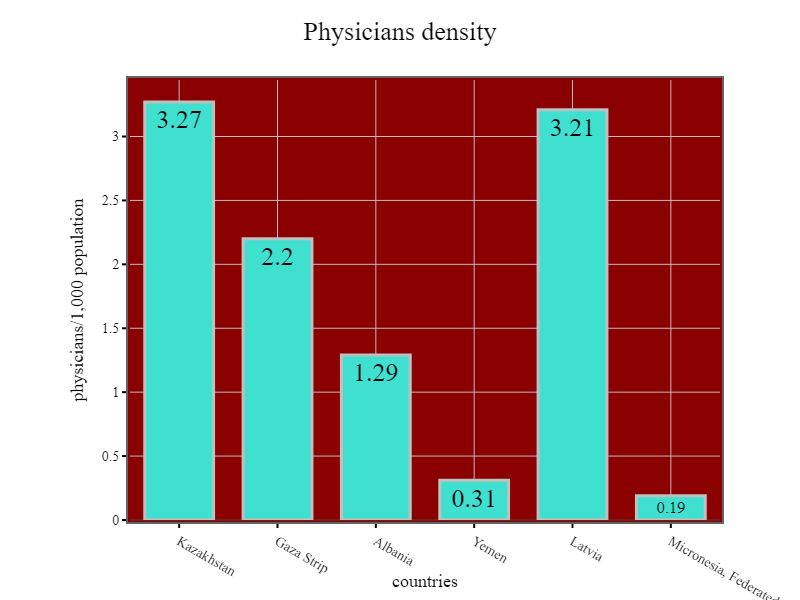 Physicians density
physicians/1,000 population
3
2.5
2
1.5
1
0.5
0
3.27
2.2
1.29
0.31
3.21
0.19
Kazakhstan
Gaza Strip
Albania
Yemen
Latvia
Micronesia, Federated
countries